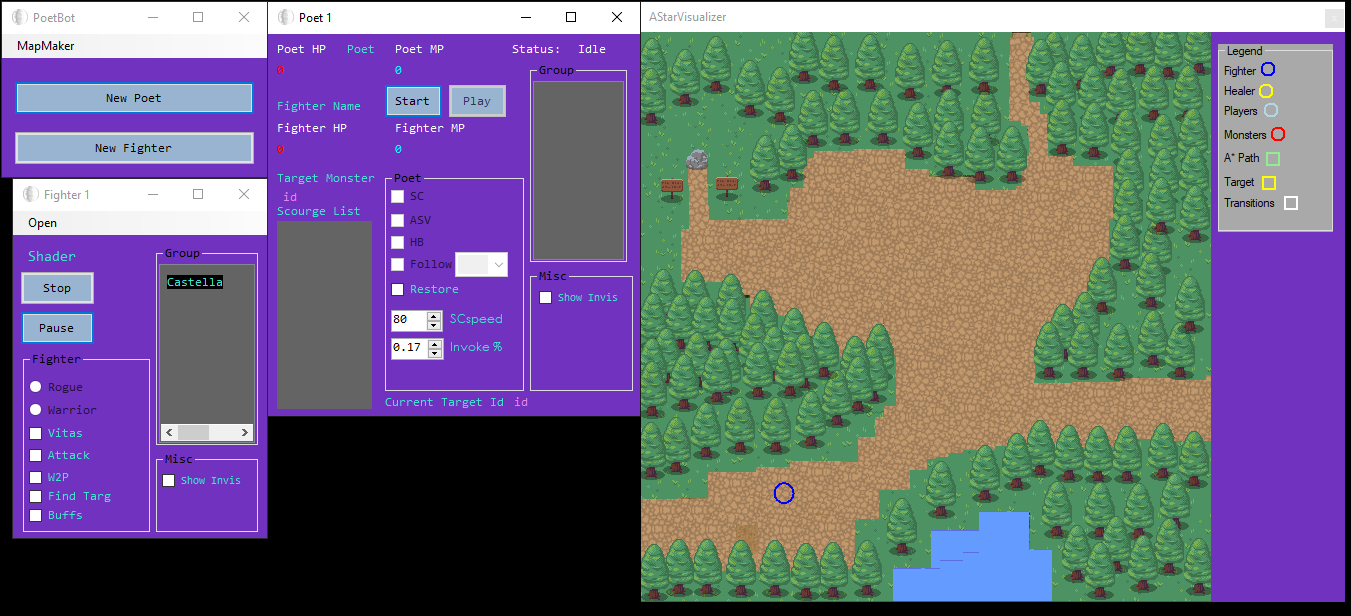 PoetBot
MapMaker
New Poet
New Fighter
Fighter 1
Open
Shader
Stop
Pause
Fighter
Rogue
Warrior
Vitas
Attack
W2P
Find Targ
Buffs
Group
Castella
Misc
Show Invis
Poet 1
Poet HP Poet Poet MP Status: Idle
0 0
Fighter Name Start Play
Fighter HP Fighter MP
0 0
Target Monster
id
Scourge List
Poet
SC
ASV
HB
Follow
Restore
80 SCspeed
0.17 Invoke %
Current Target Id id
Group
Misc
Show Invis
AStarVisualizer
Legend
Fighter
Healer
Players
Monsters
A* Path
Target
Transitions